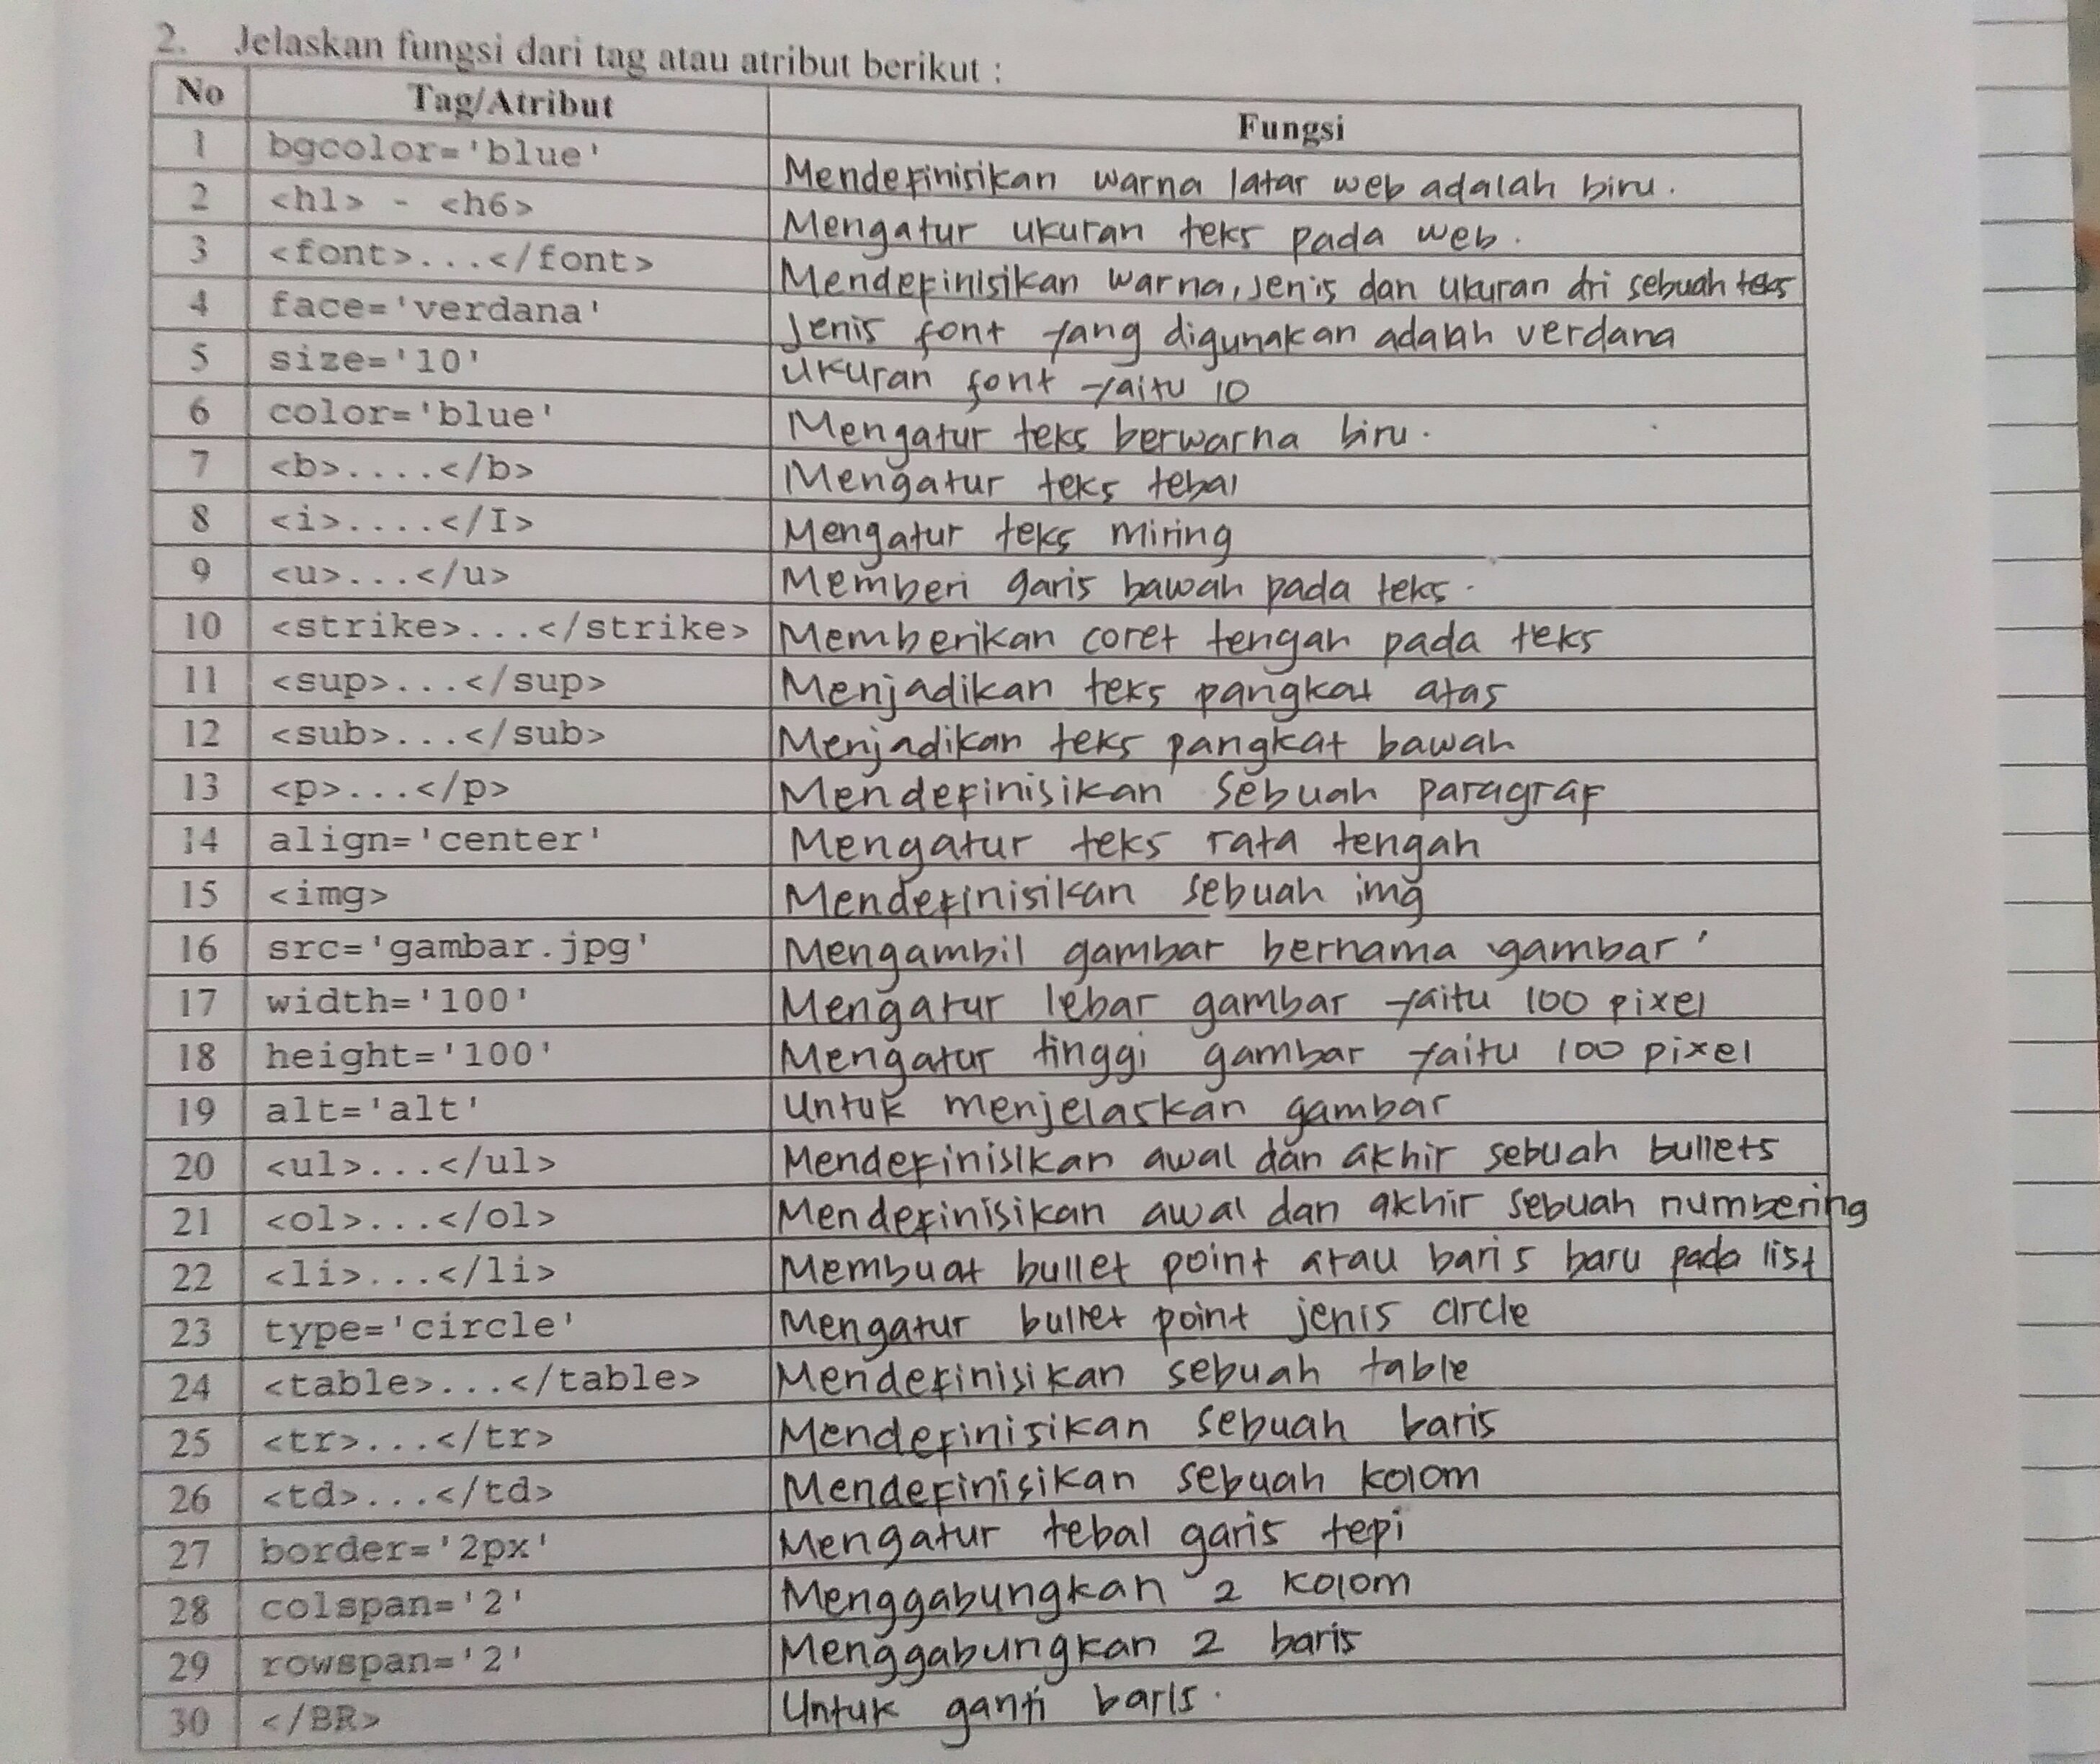 2. Jelaskan fungsi dari tag atau atribut berikut :
No Tag/Atribut Fungsi
1 bgcolor='blue' Mendefinisikan warna latar web adalah biru.
2 <h1> - <h6> Mengatur ukuran teks pada web.
3 <font>...</font> Mendefinisikan warna, jenis dan ukuran dri sebuah teks
4 face='verdana' Jenis font yang digunakan adalah verdana
5 size='10' Ukuran font yaitu 10
6 color='blue' Mengatur teks berwarna biru.
7 <b>....</b> Mengatur teks tebal
8 <i>....</I> Mengatur teks miring
9 <u>...</u> Memberi garis bawah pada teks.
10 <strike>...</strike> Memberikan coret tengah pada teks
11 <sup>...</sup> Menjadikan teks pangkat atas
12 <sub>...</sub> Menjadikan teks pangkat bawah
13 <p>...</p> Mendefinisikan sebuah paragraf
14 align='center' Mengatur teks rata tengah
15 <img> Mendefinisikan sebuah img
16 src='gambar.jpg' Mengambil gambar bernama 'gambar'
17 width='100' Mengatur lebar gambar yaitu 100 pixel
18 height='100' Mengatur tinggi gambar yaitu 100 pixel
19 alt='alt' Untuk menjelaskan gambar
20 <ul>...</ul> Mendefinisikan awal dan akhir sebuah bullets
21 <ol>...</ol> Mendefinisikan awal dan akhir sebuah numbering
22 <li>...</li> Membuat bullet point atau baris baru pada list
23 type='circle' Mengatur bullet point jenis circle
24 <table>...</table> Mendefinisikan sebuah table
25 <tr>...</tr> Mendefinisikan sebuah baris
26 <td>...</td> Mendefinisikan sebuah kolom
27 border='2px' Mengatur tebal garis tepi
28 colspan='2' Menggabungkan 2 kolom
29 rowspan='2' Menggabungkan 2 baris
30 </BR> Untuk ganti baris.